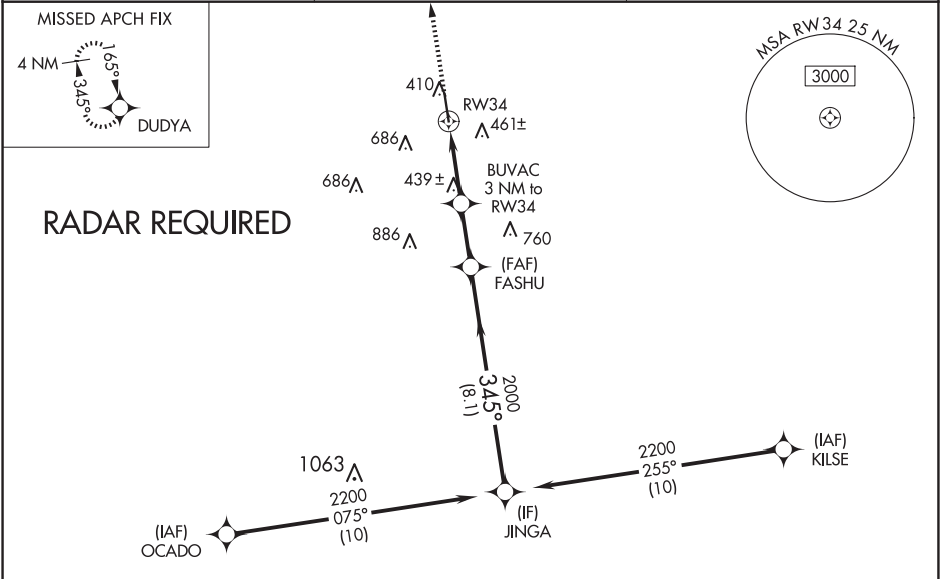 MISSED APCH FIX
4 NM
165°
345°
DUDYA
MSA RW34 25 NM
3000
410
RW34
461±
686
686
439±
BUVAC
3 NM to
RW34
RADAR REQUIRED
886
760
(FAF)
FASHU
2000
345°
(8.1)
1063
2200
075°
(10)
(IAF)
OCADO
(IF)
JINGA
2200
255°
(10)
(IAF)
KILSE